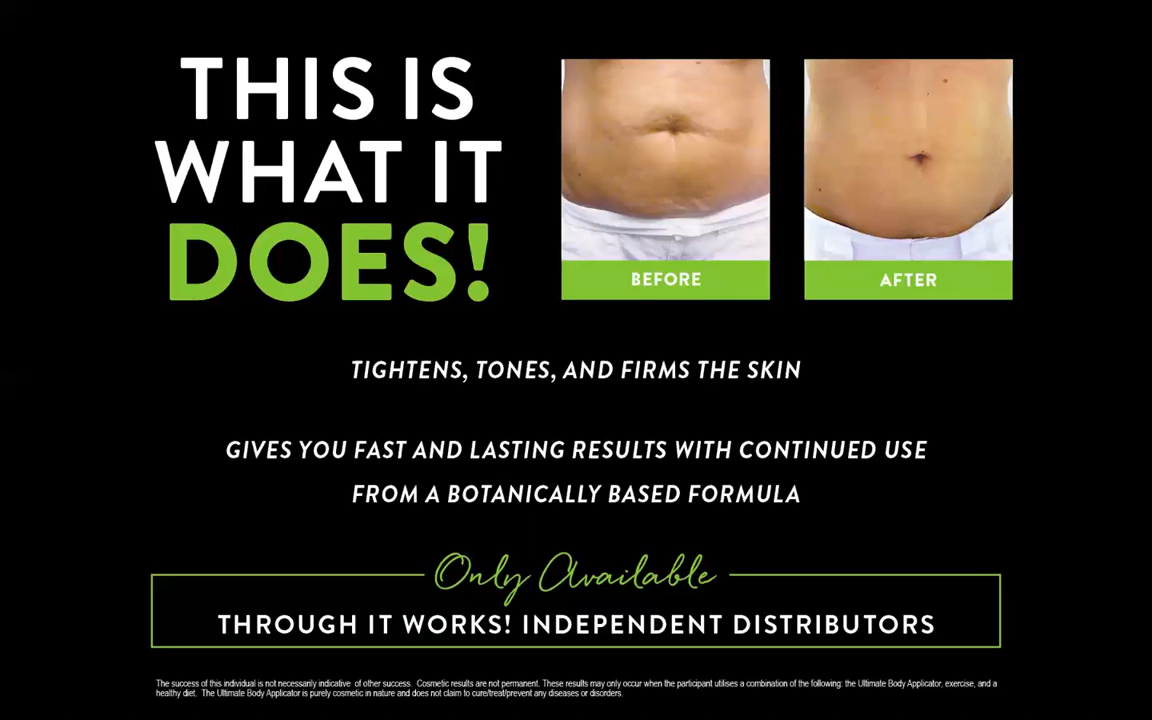 THIS IS
WHAT IT
DOES!
BEFORE
AFTER
TIGHTENS, TONES, AND FIRMS THE SKIN
GIVES YOU FAST AND LASTING RESULTS WITH CONTINUED USE
FROM A BOTANICALLY BASED FORMULA
Only Available
THROUGH IT WORKS! INDEPENDENT DISTRIBUTORS
The success of this individual is not necessarily indicative of other success. Cosmetic results are not permanent. These results may only occur when the participant utilises a combination of the following: the Ultimate Body Applicator, exercise, and a
healthy diet. The Ultimate Body Applicator is purely cosmetic in nature and does not claim to cure/treat/prevent any diseases or disorders.